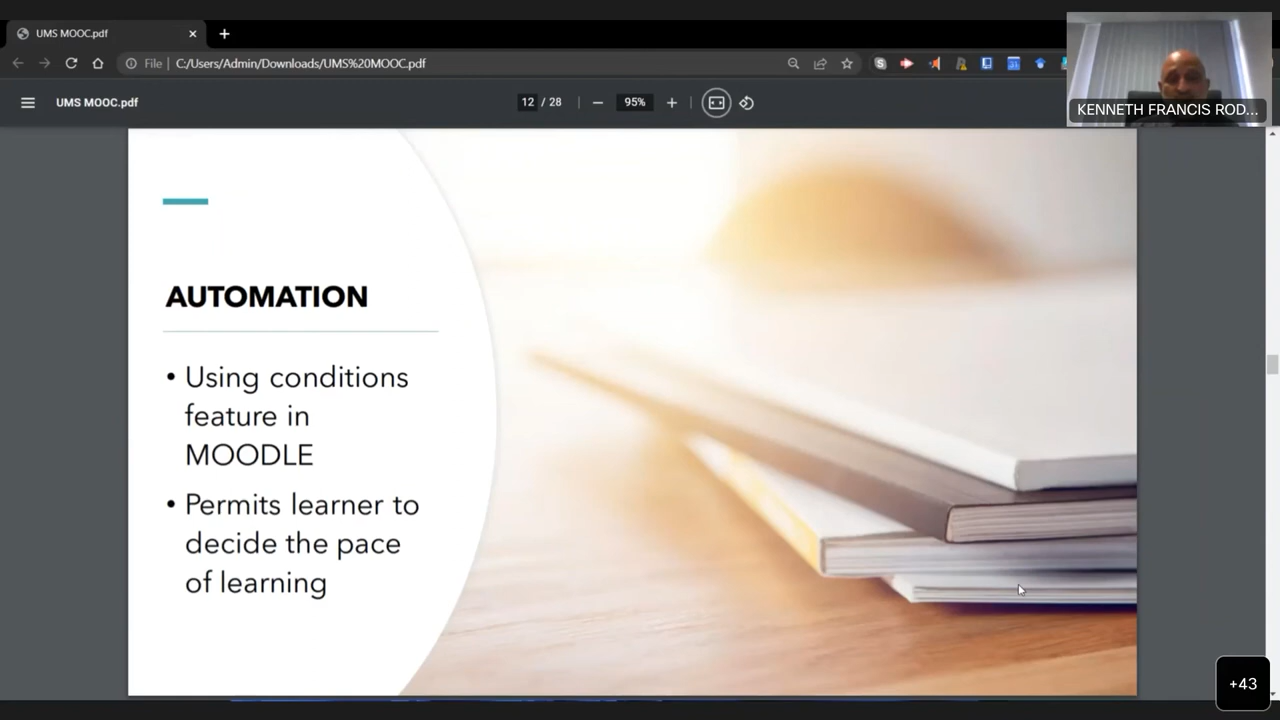 UMS MOOC.pdf
File
C:/Users/Admin/Downloads/UMS%20MOOC.pdf
UMS MOOC.pdf
12 / 28
95%
KENNETH FRANCIS ROD...
AUTOMATION
• Using conditions
feature in
MOODLE
• Permits learner to
decide the pace
of learning
+43